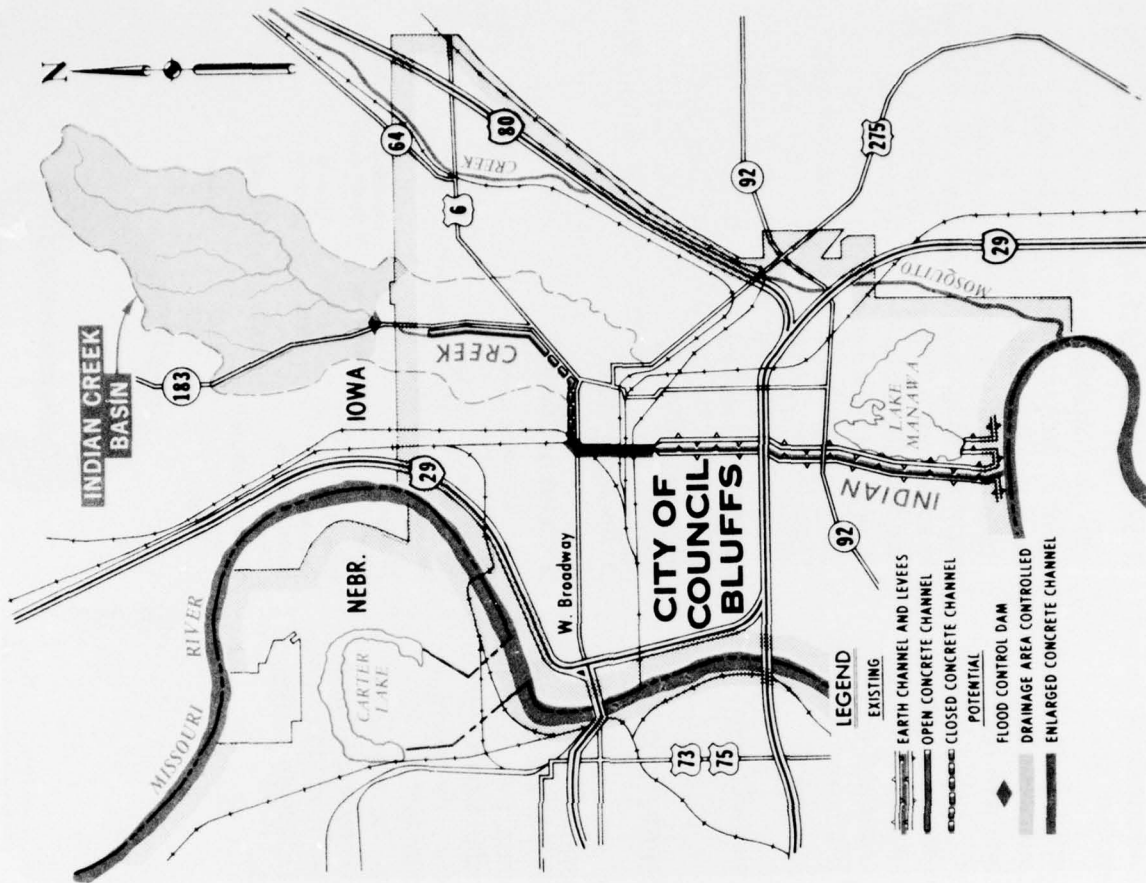 N
INDIAN CREEK
BASIN
183
64
80
CREEK
6
92
275
IOWA
CREEK
29
NEBR.
MISSOURI RIVER
CARTER
LAKE
W. Broadway
CITY OF
COUNCIL
BLUFFS
29
MOSQUITO
LAKE
MANAWA
INDIAN
92
73
75
LEGEND
EXISTING
EARTH CHANNEL AND LEVEES
OPEN CONCRETE CHANNEL
CLOSED CONCRETE CHANNEL
POTENTIAL
FLOOD CONTROL DAM
DRAINAGE AREA CONTROLLED
ENLARGED CONCRETE CHANNEL